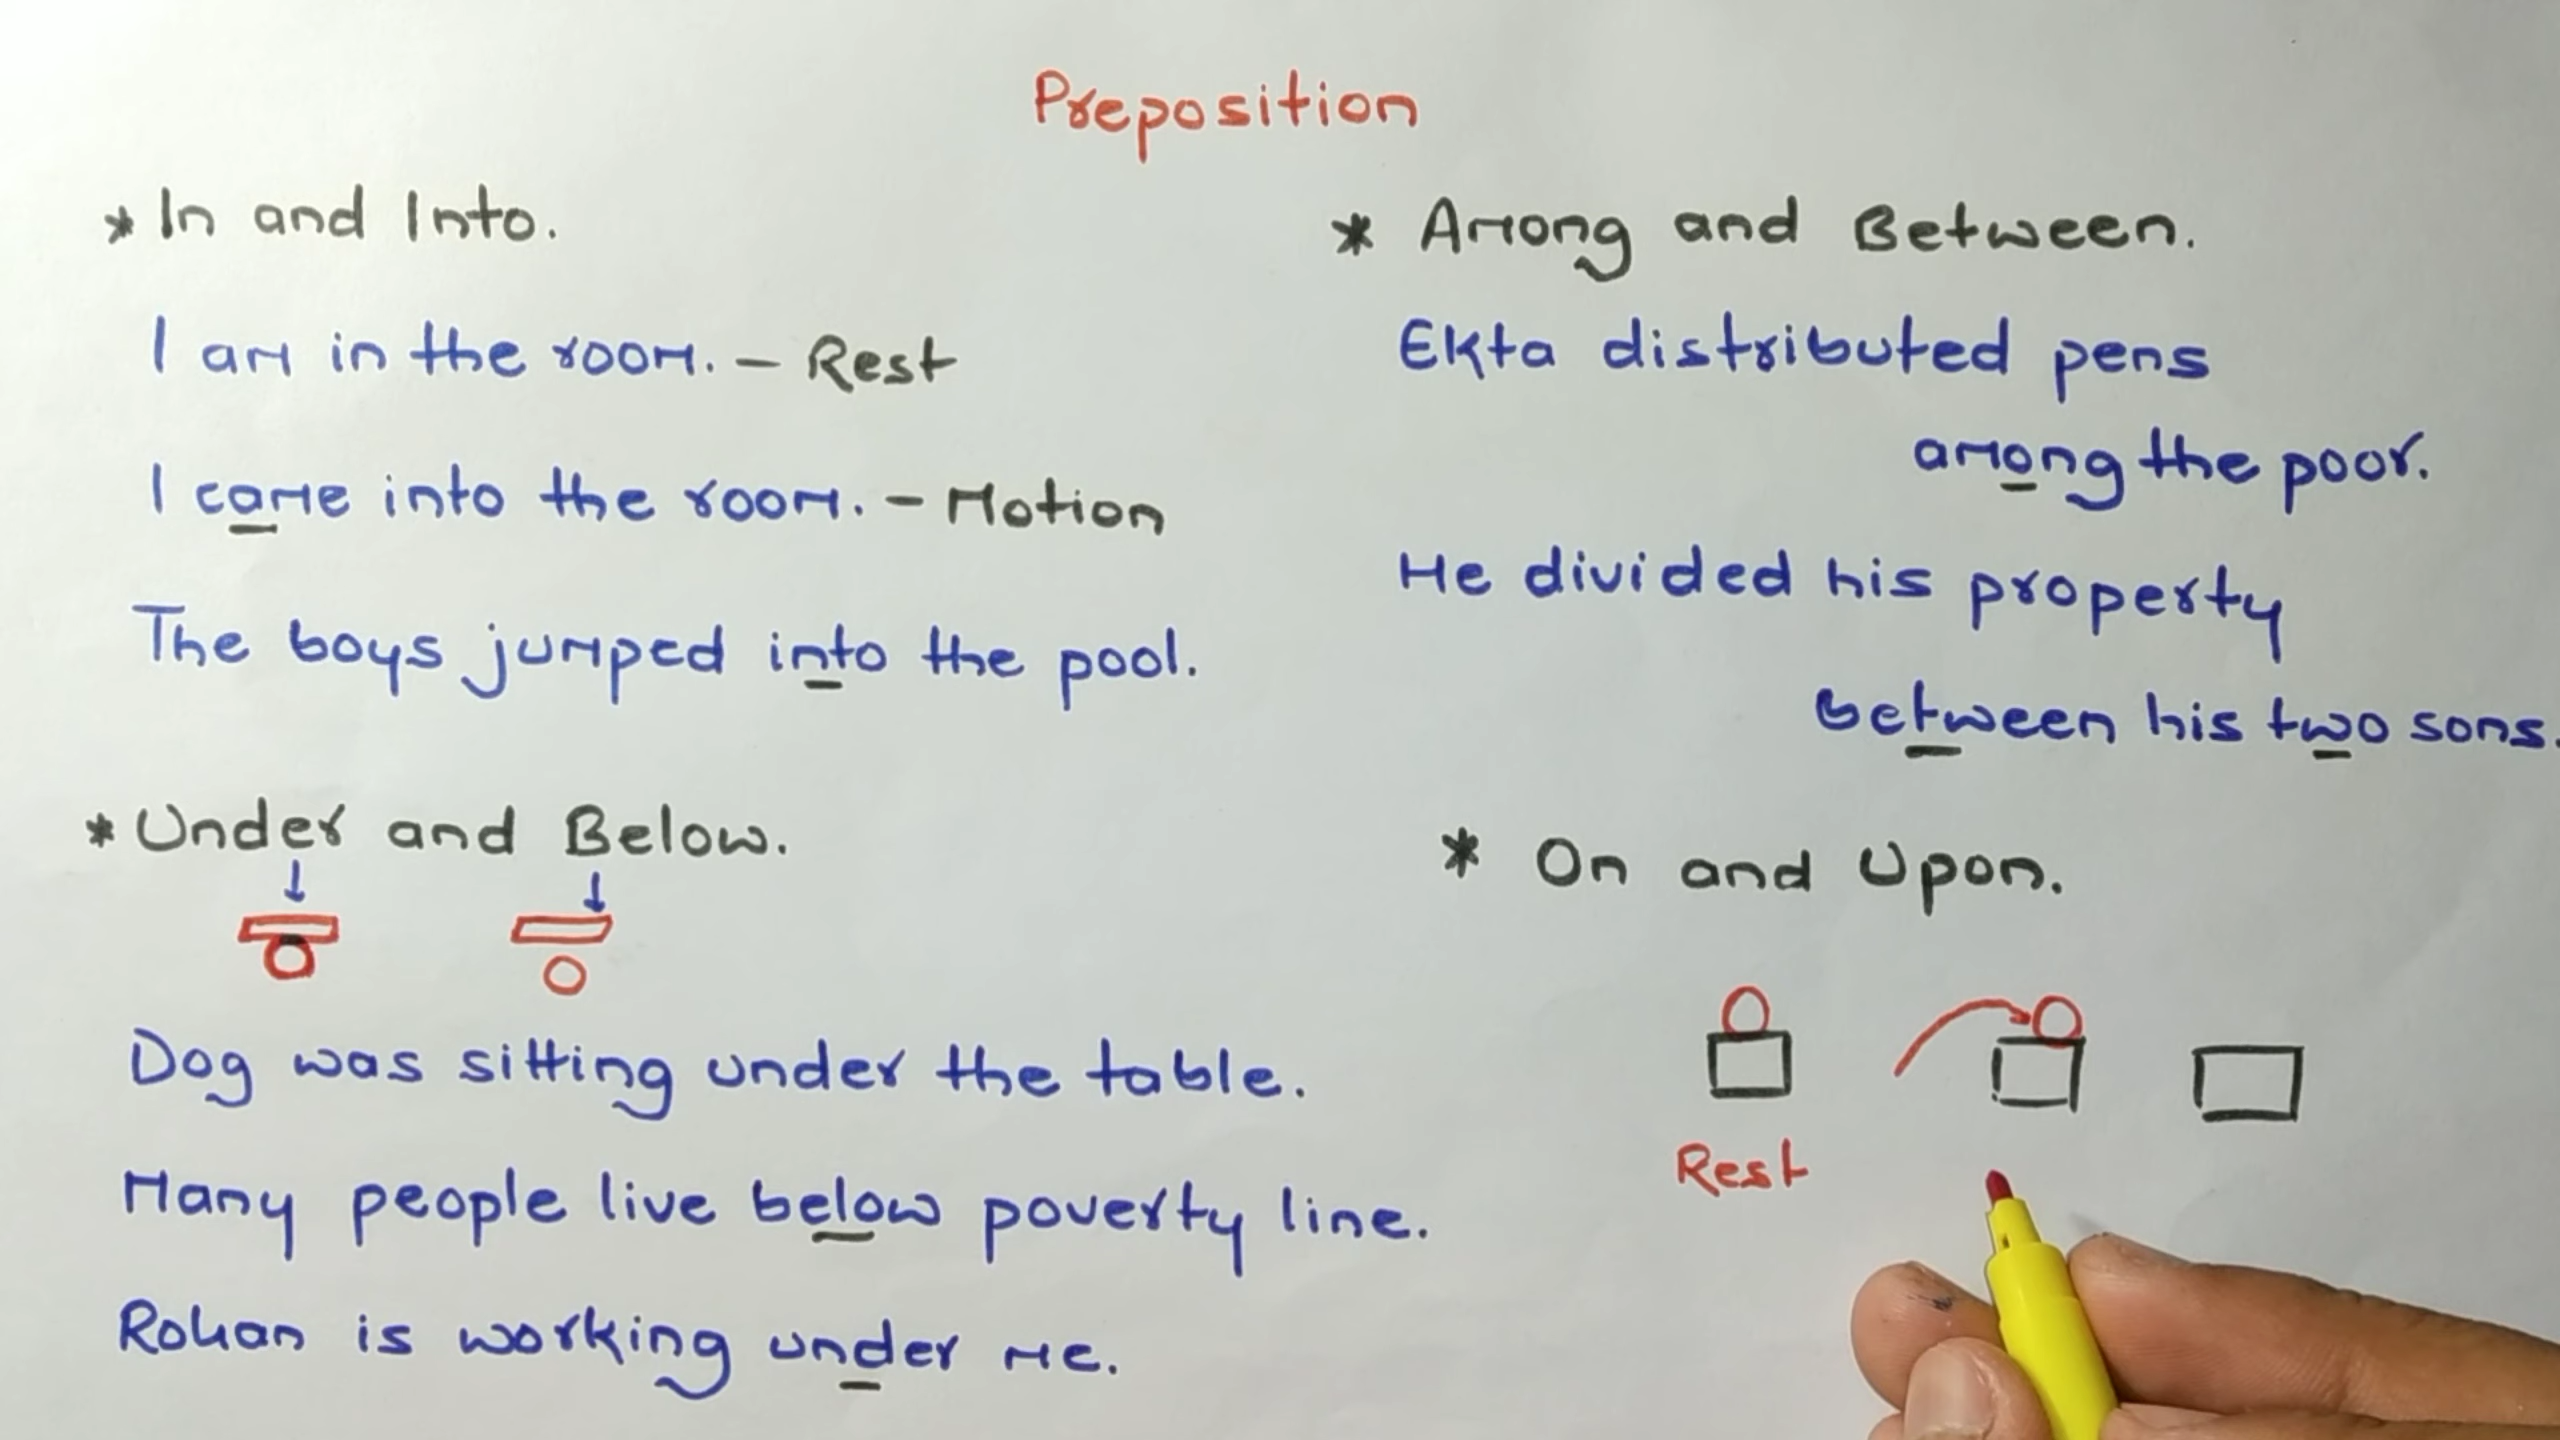 Preposition
* In and Into.
I am in the room. - Rest
I came into the room. - Motion
The boys jumped into the pool.
* Under and Below.
Dog was sitting under the table.
Many people live below poverty line.
Rohan is working under me.
* Among and Between.
Ekta distributed pens
among the poor.
He divided his property
between his two sons.
* On and Upon.
Rest